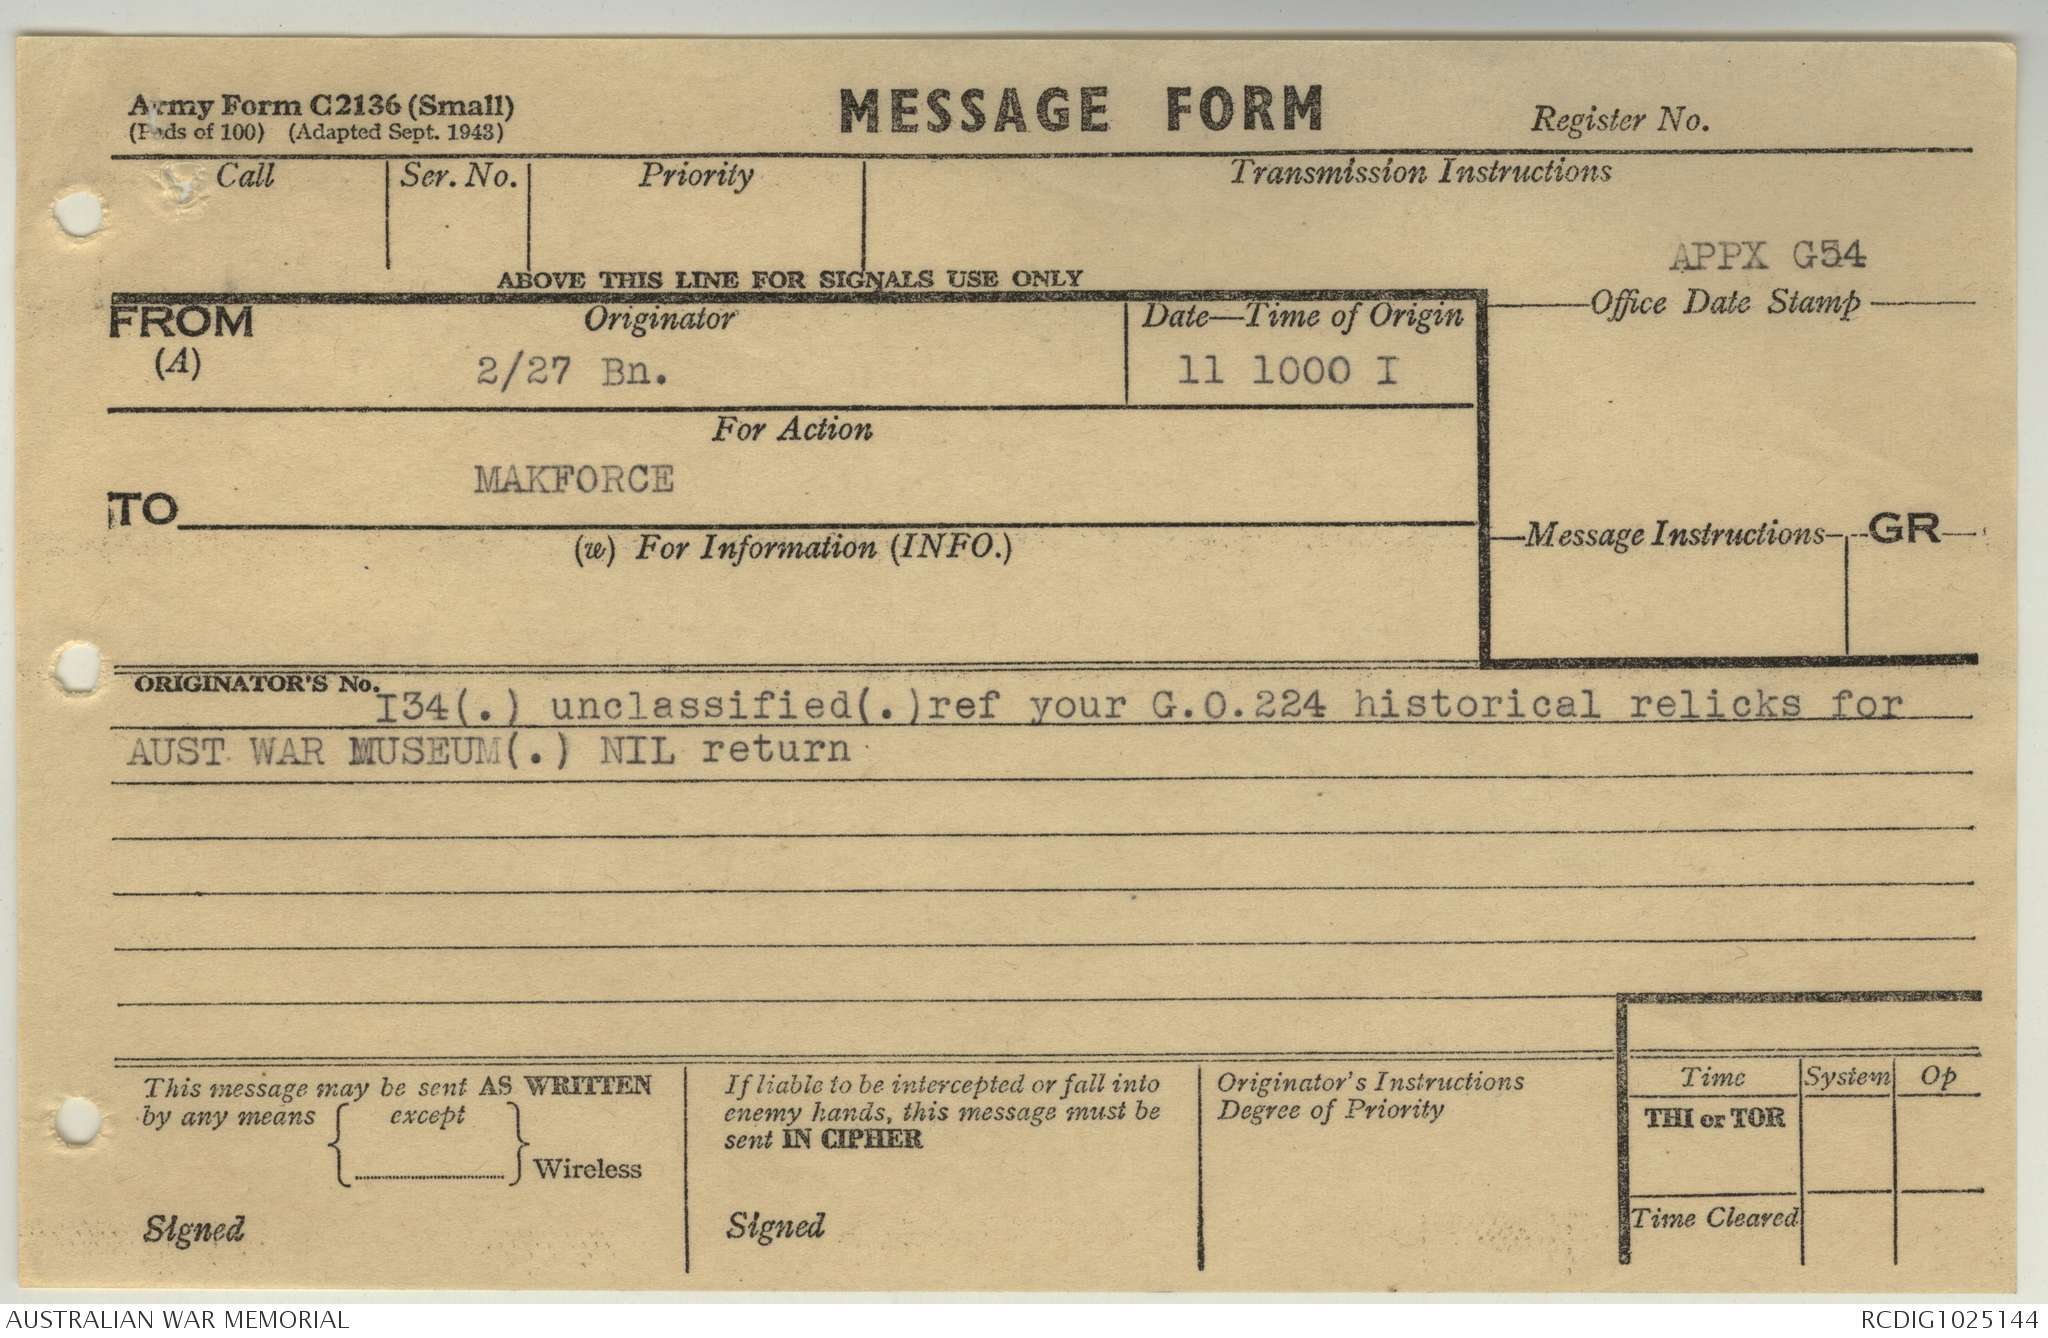 Army Form C2136 (Small)
(Pads of 100) (Adapted Sept. 1943)
MESSAGE FORM
Register No.
Call
Ser. No.
Priority
Transmission Instructions
APPX G54
ABOVE THIS LINE FOR SIGNALS USE ONLY
Office Date Stamp
FROM
(A)
Originator
2/27 Bn.
Date—Time of Origin
11 1000 I
For Action
MAKFORCE
TO
(w) For Information (INFO.)
Message Instructions
GR
ORIGINATOR'S No.
I34(.) unclassified(.)ref your G.O.224 historical relicks for
AUST WAR MUSEUM(.) NIL return
This message may be sent AS WRITTEN
by any means
except
Wireless
Signed
If liable to be intercepted or fall into
enemy hands, this message must be
sent IN CIPHER
Signed
Originator's Instructions
Degree of Priority
Time
System
Op
THI or TOR
Time Cleared
AUSTRALIAN WAR MEMORIAL
RCDIG1025144